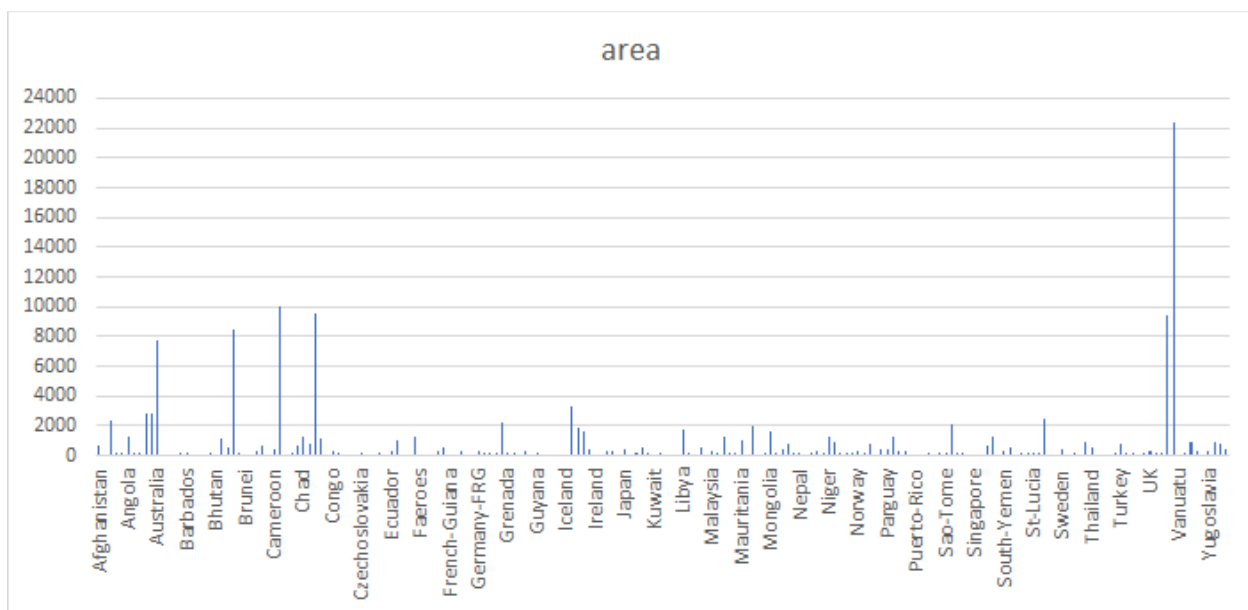 area
24000
22000
20000
18000
16000
14000
12000
10000
8000
6000
4000
2000
0
Afghanistan
Angola
Australia
Barbados
Bhutan
Brunei
Cameroon
Chad
Congo
Czechoslovakia
Ecuador
Faeroes
French-Guiana
Germany-FRG
Grenada
Guyana
Iceland
Ireland
Japan
Kuwait
Libya
Malaysia
Mauritania
Mongolia
Nepal
Niger
Norway
Parguay
Puerto-Rico
Sao-Tome
Singapore
South-Yemen
St-Lucia
Sweden
Thailand
Turkey
UK
Vanuatu
Yugoslavia